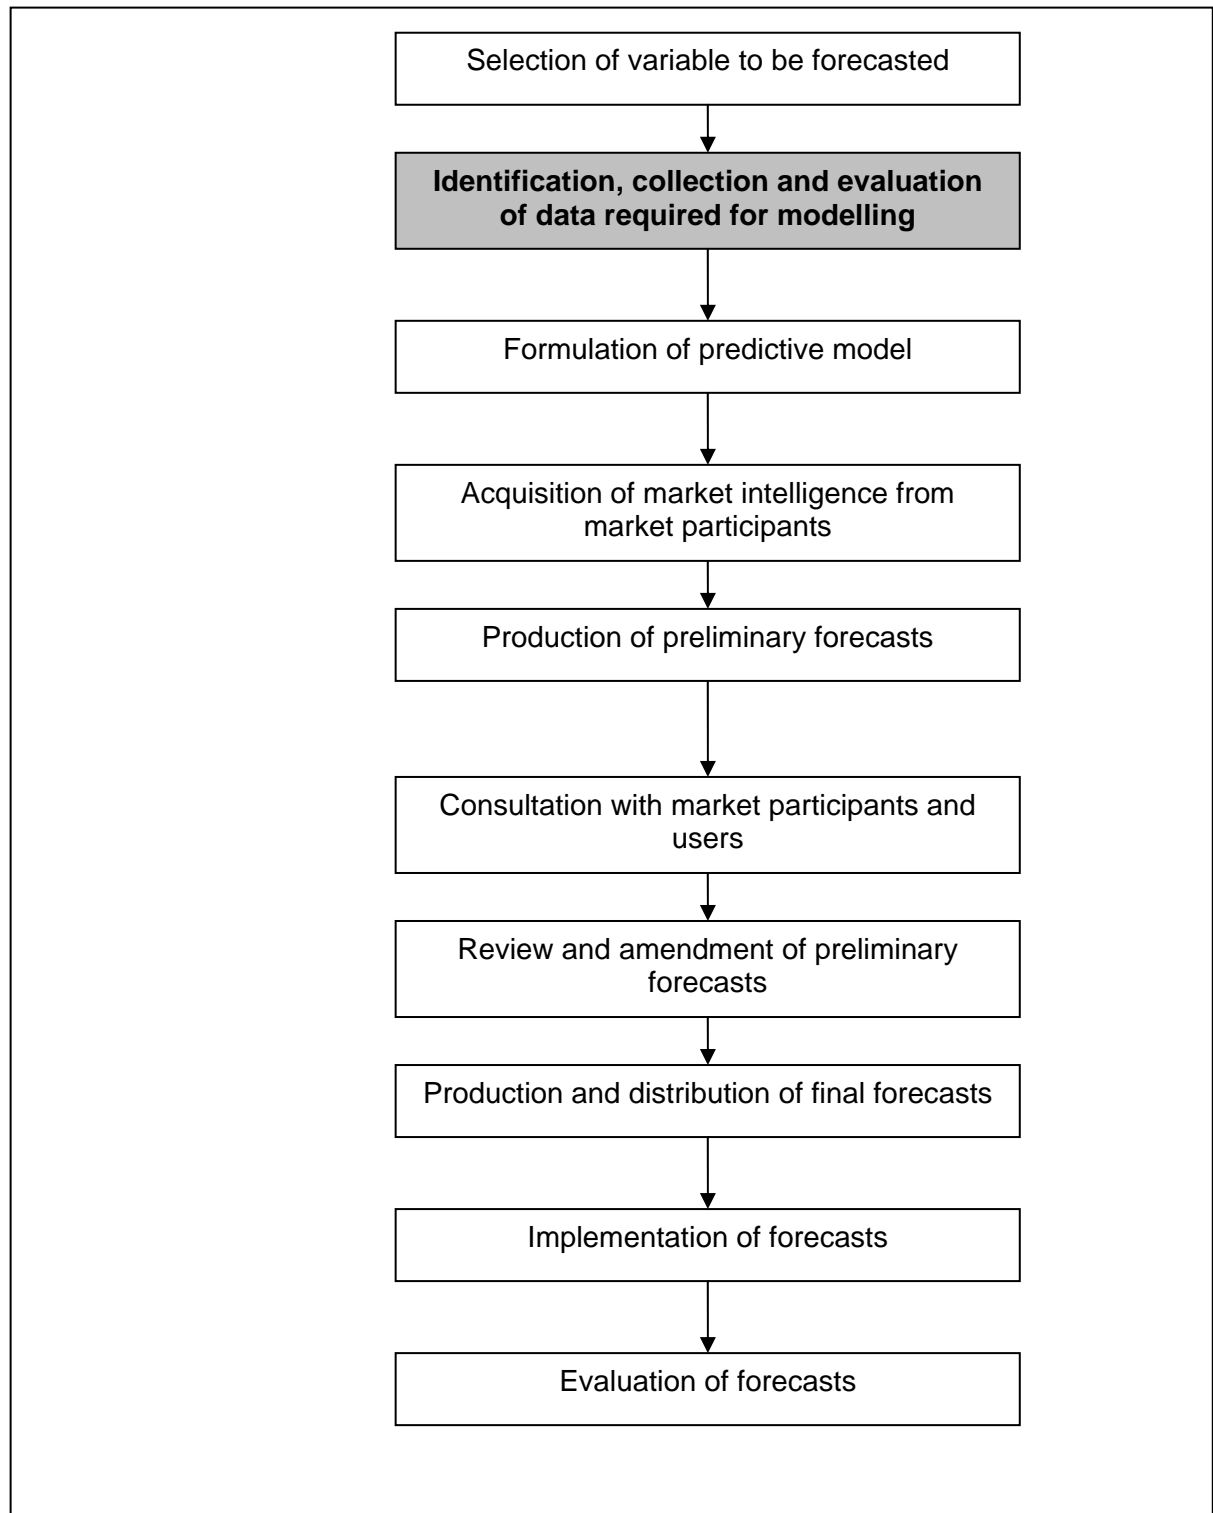 Selection of variable to be forecasted
Identification, collection and evaluation
of data required for modelling
Formulation of predictive model
Acquisition of market intelligence from
market participants
Production of preliminary forecasts
Consultation with market participants and
users
Review and amendment of preliminary
forecasts
Production and distribution of final forecasts
Implementation of forecasts
Evaluation of forecasts